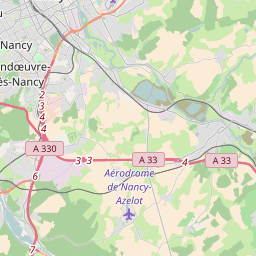 Nancy
ndœuvre-
ès-Nancy
2
3
4
4
A 330
3 3
A 33
4
A 33
6
Aérodrome
de Nancy-
Azelot
7